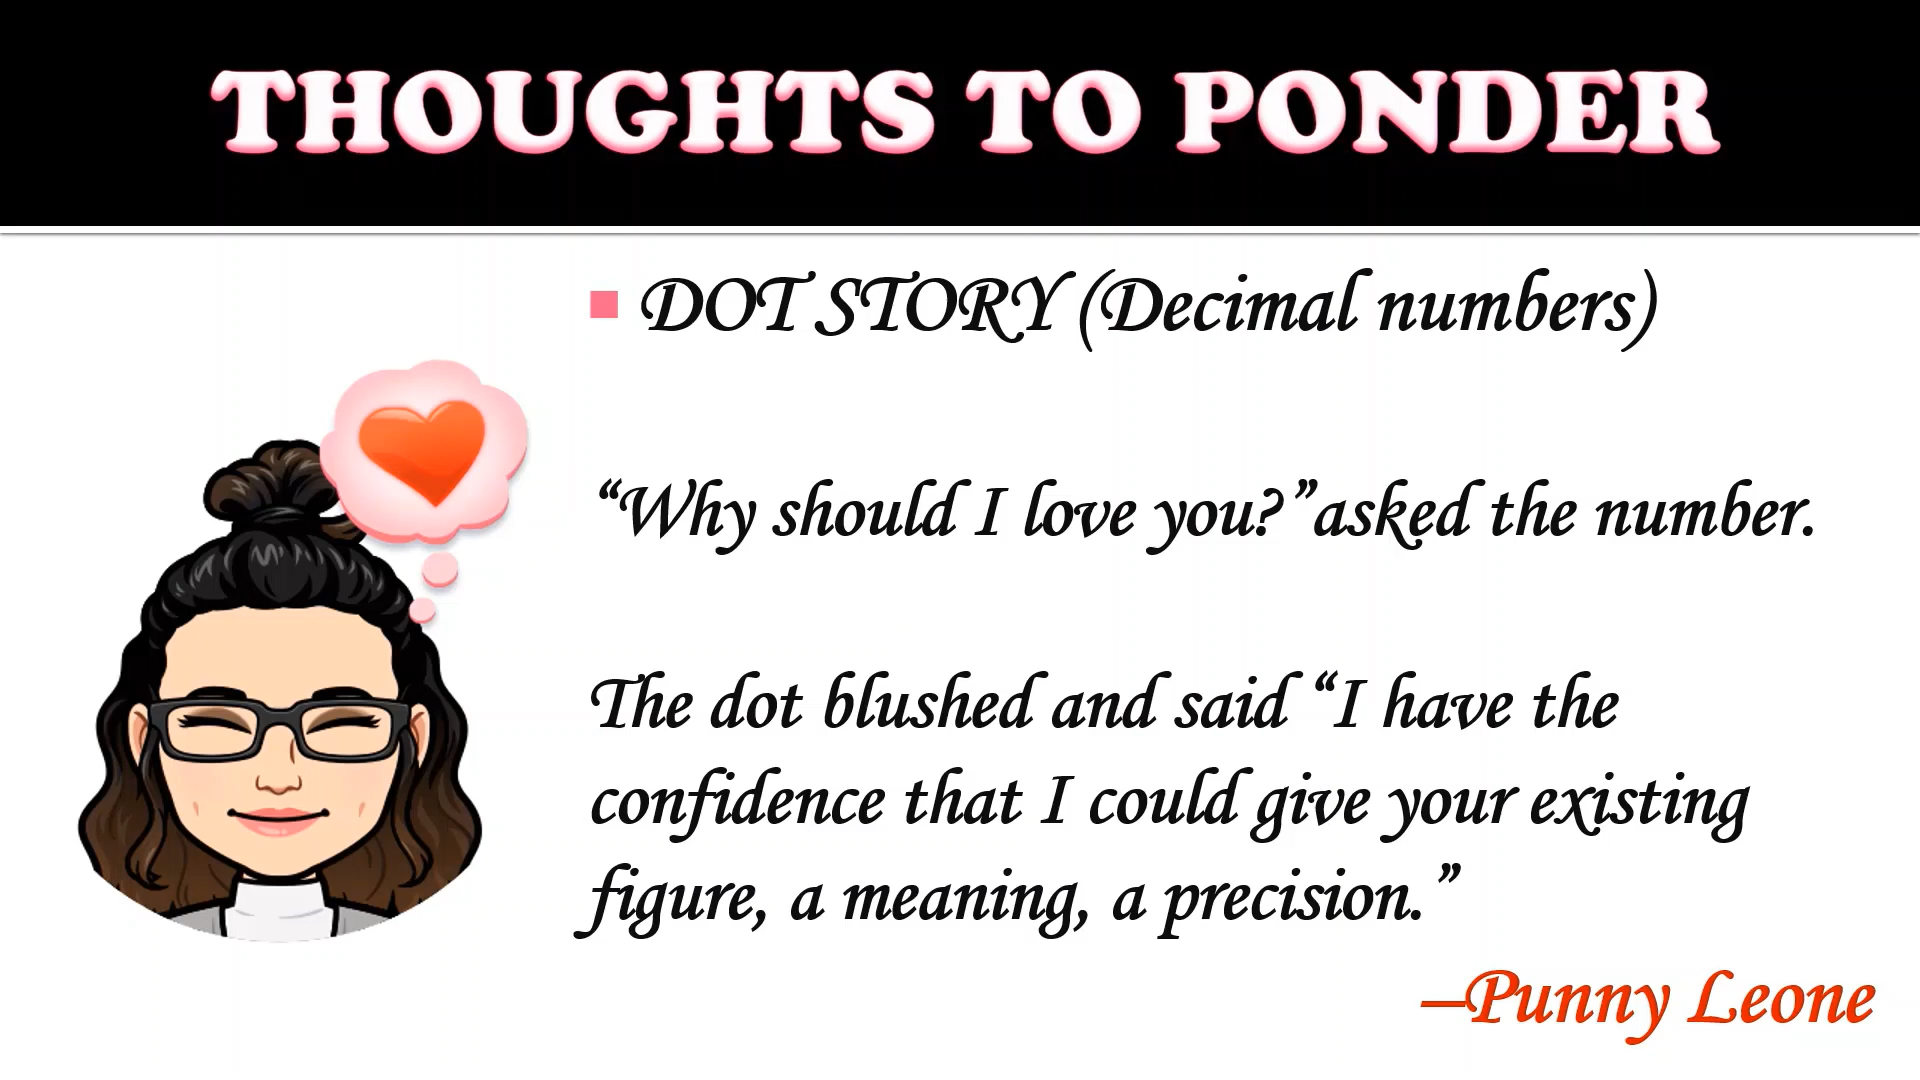 THOUGHTS TO PONDER
DOT STORY (Decimal numbers)
“Why should I love you?”asked the number.
The dot blushed and said “I have the
confidence that I could give your existing
figure, a meaning, a precision.”
–Punny Leone